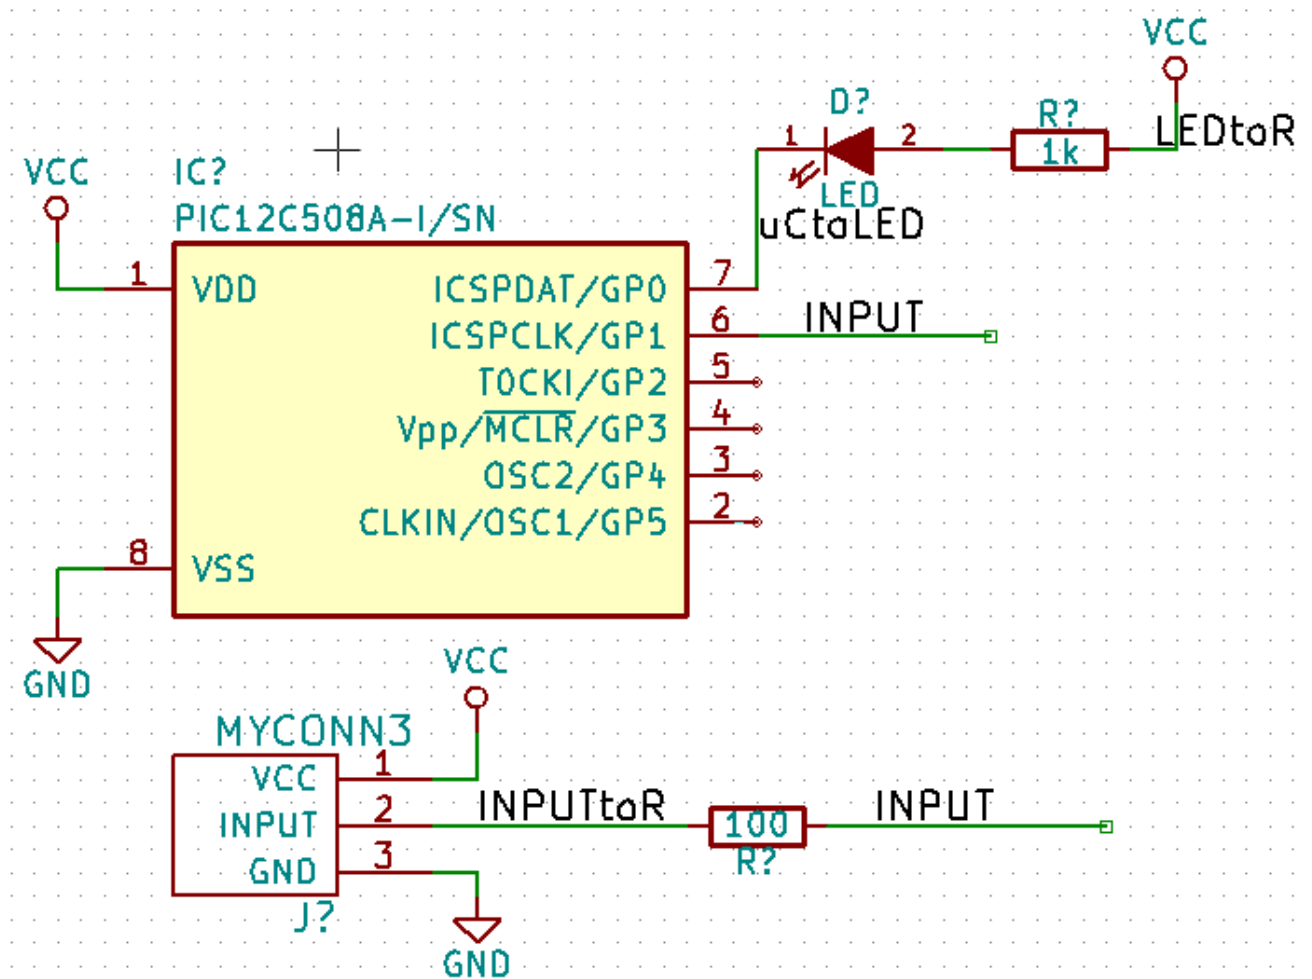 VCC
D?
R?
LEDtoR
1
2
1k
VCC
IC?
LED
PIC12C508A-I/SN
uCtoLED
1
VDD
ICSPDAT/GP0
7
ICSPCLK/GP1
6
INPUT
T0CKI/GP2
5
Vpp/MCLR/GP3
4
OSC2/GP4
3
CLKIN/OSC1/GP5
2
8
VSS
GND
VCC
MYCONN3
VCC
1
INPUT
2
INPUTtoR
100
INPUT
GND
3
R?
J?
GND